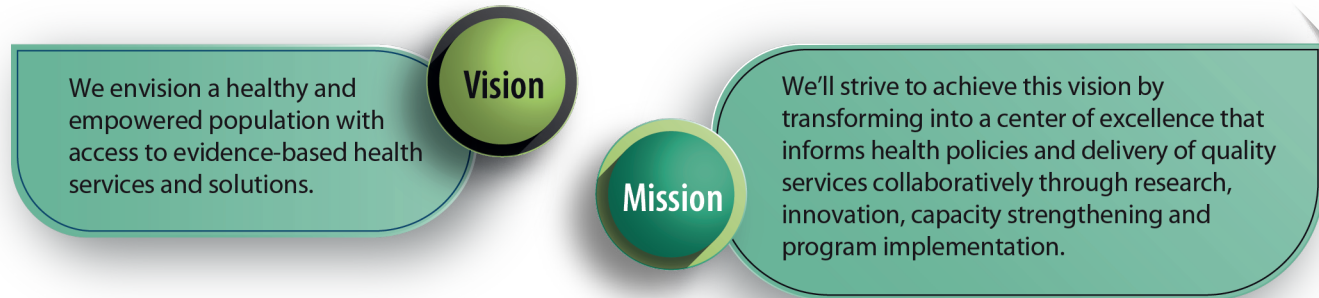 We envision a healthy and
empowered population with
access to evidence-based health
services and solutions.
Vision
Mission
We’ll strive to achieve this vision by
transforming into a center of excellence that
informs health policies and delivery of quality
services collaboratively through research,
innovation, capacity strengthening and
program implementation.